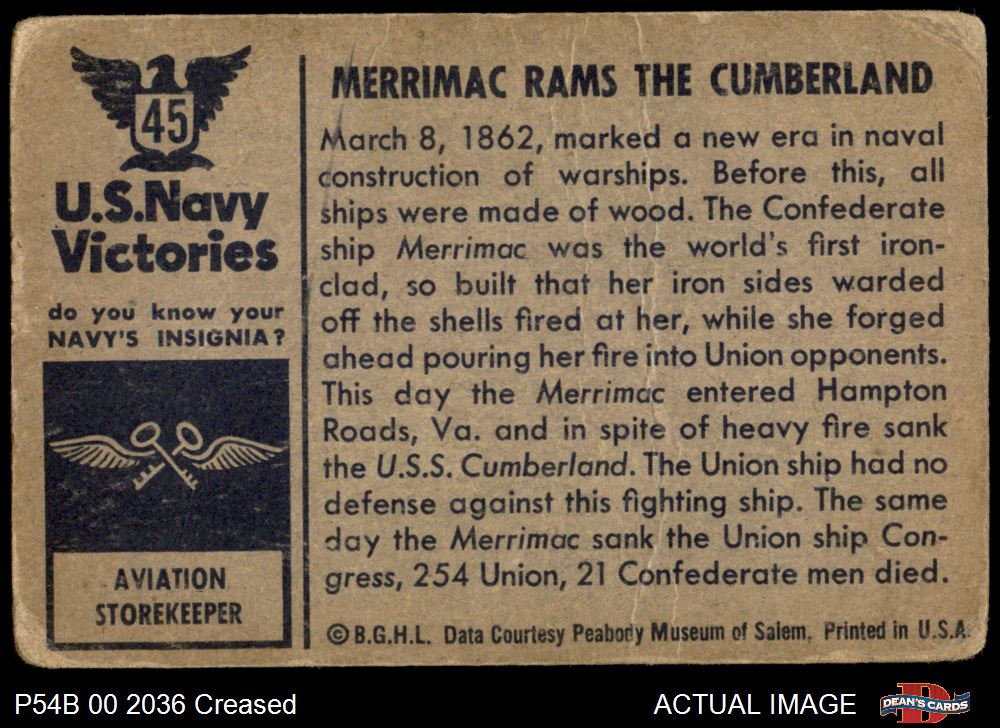 45
U.S.Navy
Victories
do you know your
NAVY'S INSIGNIA?
AVIATION
STOREKEEPER
MERRIMAC RAMS THE CUMBERLAND
March 8, 1862, marked a new era in naval
construction of warships. Before this, all
ships were made of wood. The Confederate
ship Merrimac was the world's first iron-
clad, so built that her iron sides warded
off the shells fired at her, while she forged
ahead pouring her fire into Union opponents.
This day the Merrimac entered Hampton
Roads, Va. and in spite of heavy fire sank
the U.S.S. Cumberland. The Union ship had no
defense against this fighting ship. The same
day the Merrimac sank the Union ship Con-
gress, 254 Union, 21 Confederate men died.
© B.G.H.L. Data Courtesy Peabody Museum of Salem. Printed in U.S.A.
P54B 00 2036 Creased
ACTUAL IMAGE
D
DEAN'S CARDS